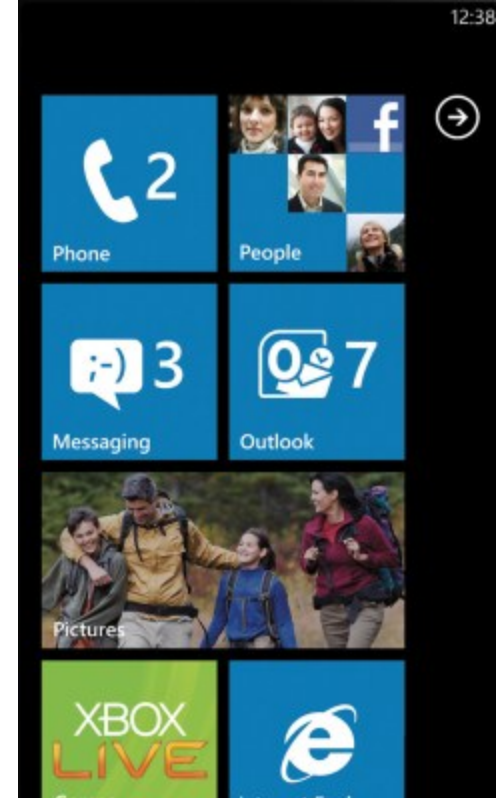 12:38
2
Phone
f
People
;-) 3
Messaging
O 7
Outlook
Pictures
XBOX
LIVE